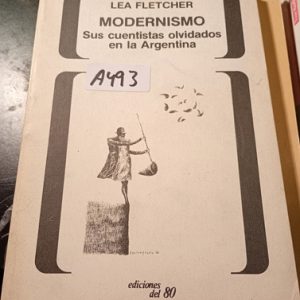 LEA FLETCHER
MODERNISMO
Sus cuentistas olvidados
en la Argentina
A493
ediciones
del 80